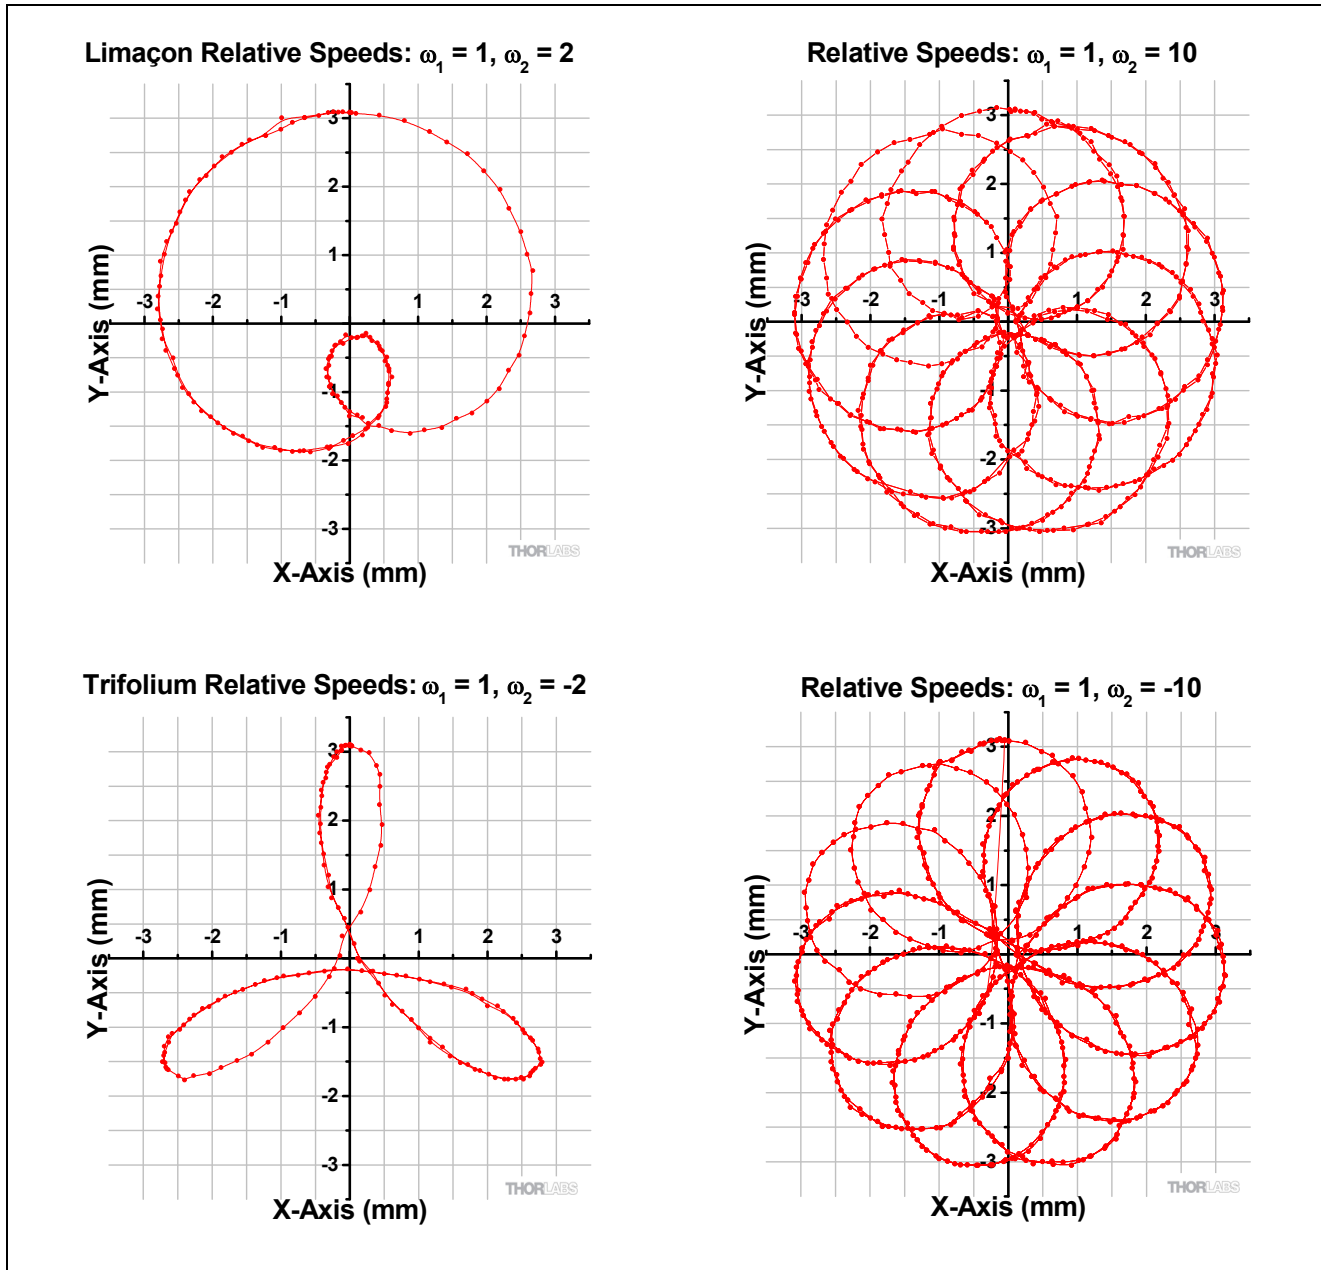 Limaçon Relative Speeds: ω₁ = 1, ω₂ = 2
3
2
1
-3 -2 -1 1 2 3
-1
-2
-3
Y-Axis (mm)
X-Axis (mm)
THORLABS
Relative Speeds: ω₁ = 1, ω₂ = 10
3
2
1
-3 -2 -1 1 2 3
-1
-2
-3
Y-Axis (mm)
X-Axis (mm)
THORLABS
Trifolium Relative Speeds: ω₁ = 1, ω₂ = -2
3
2
1
-3 -2 -1 1 2 3
-1
-2
-3
Y-Axis (mm)
X-Axis (mm)
THORLABS
Relative Speeds: ω₁ = 1, ω₂ = -10
3
2
1
-3 -2 -1 1 2 3
-1
-2
-3
Y-Axis (mm)
X-Axis (mm)
THORLABS